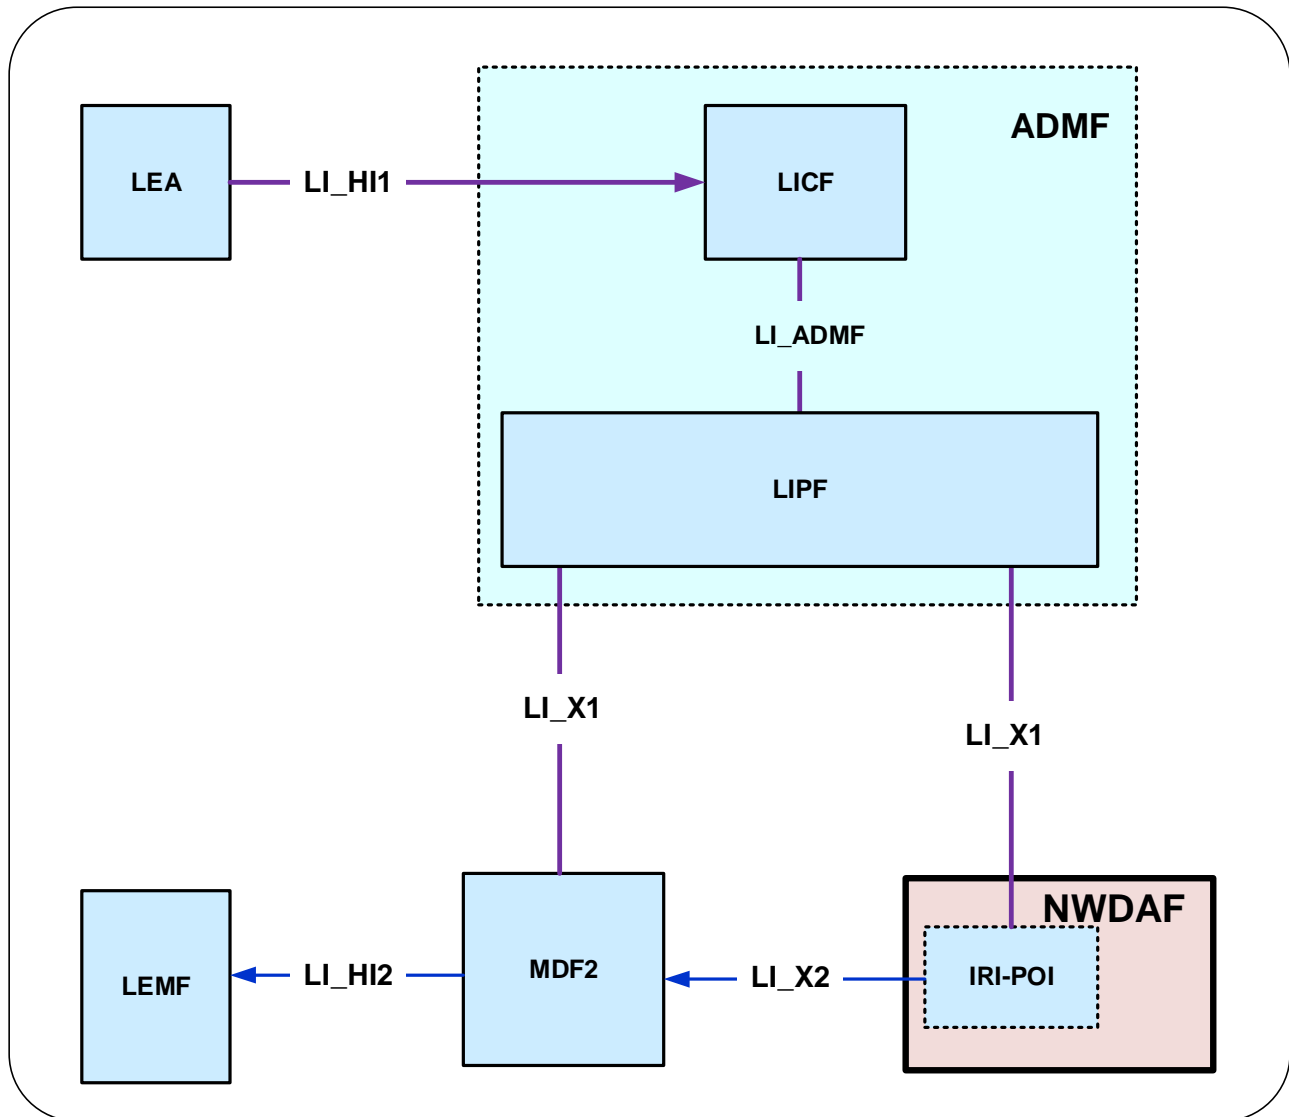 ADMF
LEA
LI_HI1
LICF
LI_ADMF
LIPF
LI_X1
LI_X1
NWDAF
LEMF
LI_HI2
MDF2
LI_X2
IRI-POI